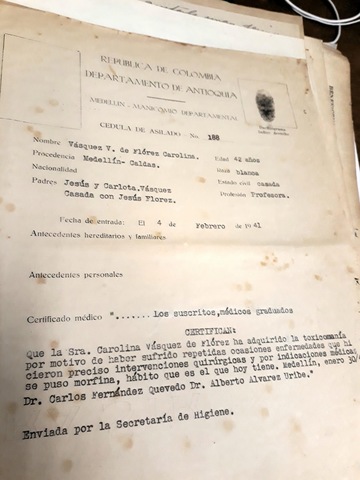 REPUBLICA DE COLOMBIA
DEPARTAMENTO DE ANTIOQUIA
MEDELLIN - MANICOMIO DEPARTAMENTAL
CEDULA DE ASILADO - No. 188
Nombre Vásquez V. de Flórez Carolina. Edad 42 años
Procedencia Medellín- Caldas. Raza blanca
Nacionalidad Estado civil casada
Padres Jesús y Carlota Vásquez Profesión Profesora.
Casada con Jesús Florez.
Fecha de entrada: El 4 de Febrero de 1941
Antecedentes hereditarios y familiares
Antecedentes personales
Certificado médico "....... Los suscritos, médicos graduados
CERTIFICAN:
Que la Sra. Carolina Vásquez de Flórez ha adquirido la toxicomanía
por motivo de haber sufrido repetidas ocasiones enfermedades que hi
cieron preciso intervenciones quirúrgicas y por indicaciones médicas
se puso morfina, hábito que es el que hoy tiene. Medellín, enero 30/
Dr. Carlos Fernández Quevedo Dr. Alberto Alvarez Uribe."
Enviada por la Secretaría de Higiene.